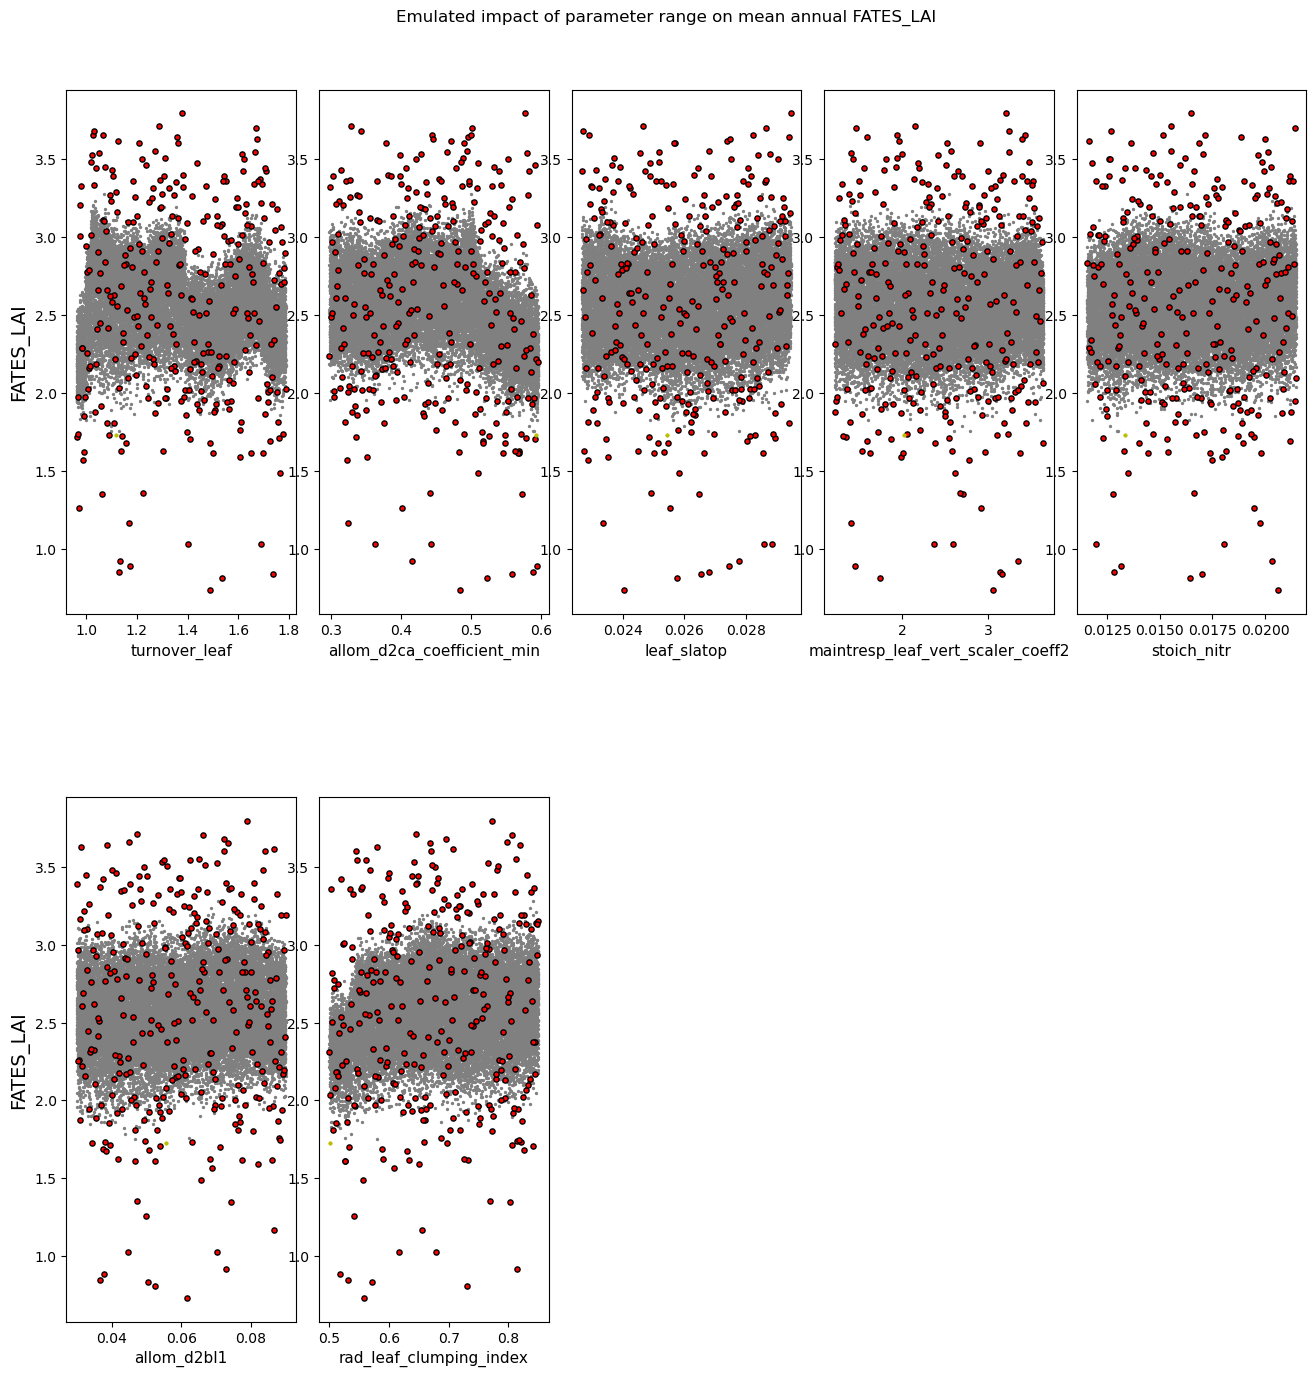 Emulated impact of parameter range on mean annual FATES_LAI
FATES_LAI
3.5 3.5 3.5 3.5 3.5
3.0 3.0 3.0 3.0 3.0
2.5 2.5 2.5 2.5 2.5
2.0 2.0 2.0 2.0 2.0
1.5 1.5 1.5 1.5 1.5
1.0 1.0 1.0 1.0 1.0
1.0 1.2 1.4 1.6 1.8 0.3 0.4 0.5 0.6 0.024 0.026 0.028 2 3 0.0125 0.0150 0.0175 0.0200
turnover_leaf allom_d2ca_coefficient_min leaf_slatop maintresp_leaf_vert_scaler_coeff2 stoich_nitr
FATES_LAI
3.5 3.5
3.0 3.0
2.5 2.5
2.0 2.0
1.5 1.5
1.0 1.0
0.04 0.06 0.08 0.5 0.6 0.7 0.8
allom_d2bl1 rad_leaf_clumping_index